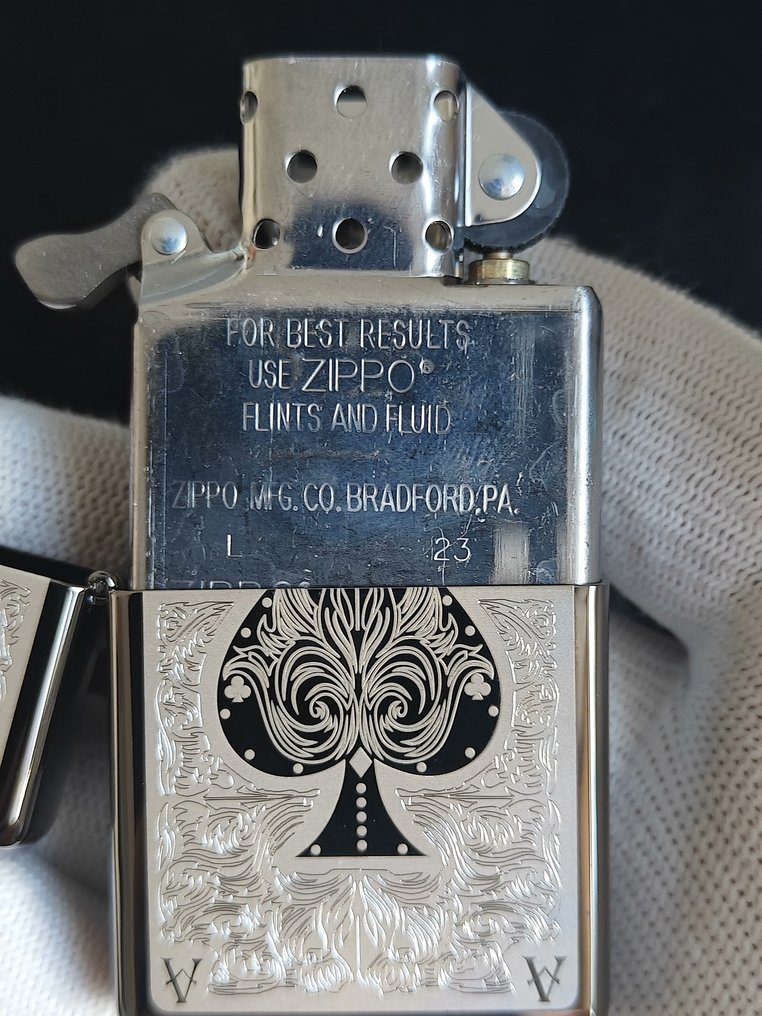 FOR BEST RESULTS
USE ZIPPO®
FLINTS AND FLUID
ZIPPO MFG. CO. BRADFORD, PA.
L 23
A A